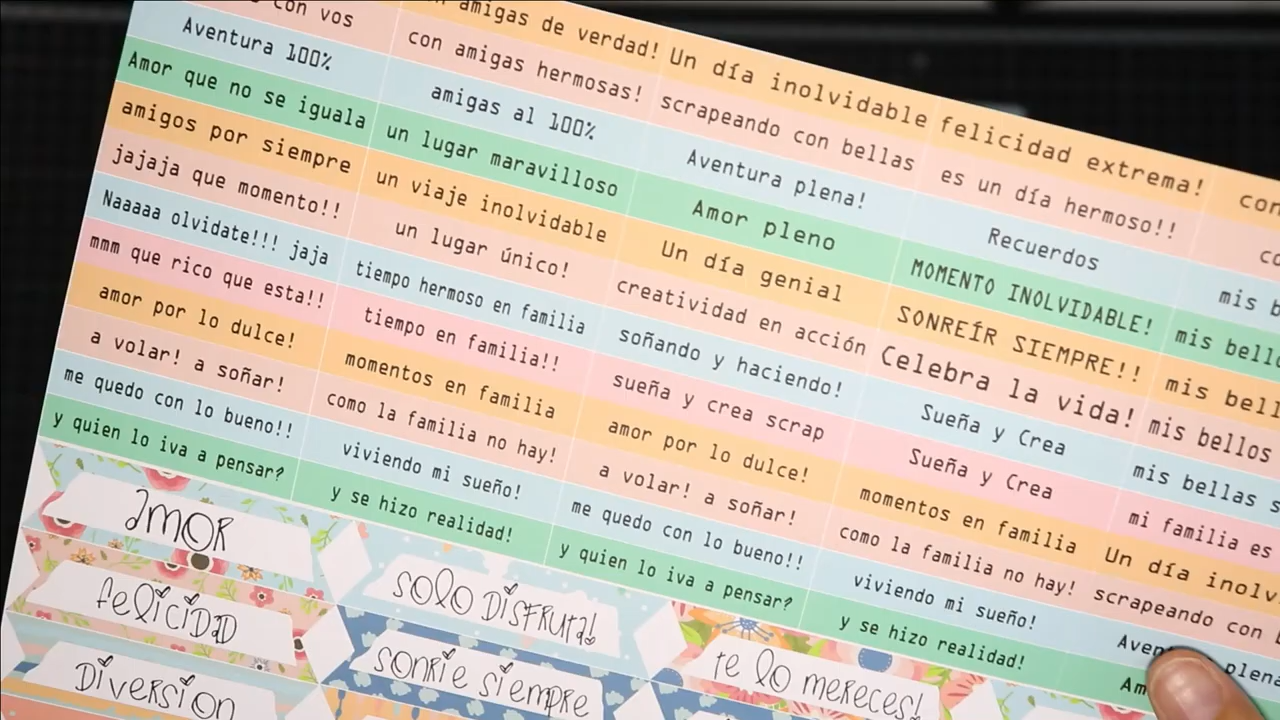 con vos
Aventura 100%
Amor que no se iguala
amigos por siempre
jajaja que momento!!
Naaaaa olvidate!!! jaja
mmm que rico que esta!!
amor por lo dulce!
a volar! a soñar!
me quedo con lo bueno!!
y quien lo iva a pensar?
amigas de verdad!
con amigas hermosas!
amigas al 100%
un lugar maravilloso
un viaje inolvidable
un lugar único!
tiempo hermoso en familia
tiempo en familia!!
momentos en familia
como la familia no hay!
viviendo mi sueño!
y se hizo realidad!
Un día inolvidable
scrapeando con bellas
Aventura plena!
Amor pleno
Un día genial
creatividad en acción
soñando y haciendo!
sueña y crea scrap
amor por lo dulce!
a volar! a soñar!
me quedo con lo bueno!!
y quien lo iva a pensar?
felicidad extrema!
es un día hermoso!!
Recuerdos
MOMENTO INOLVIDABLE!
SONREÍR SIEMPRE!!
Celebra la vida!
Sueña y Crea
Sueña y Crea
momentos en familia
como la familia no hay!
viviendo mi sueño!
y se hizo realidad!
mis
mis
mis
mis bellos
mis bellas
mi familia es
Un día
scrapeando con
AmOR
feliciDAD
DiVERSiON
SOLO DiSFRUtA!
SONRíE SiEMPRE
te lo MERECES!